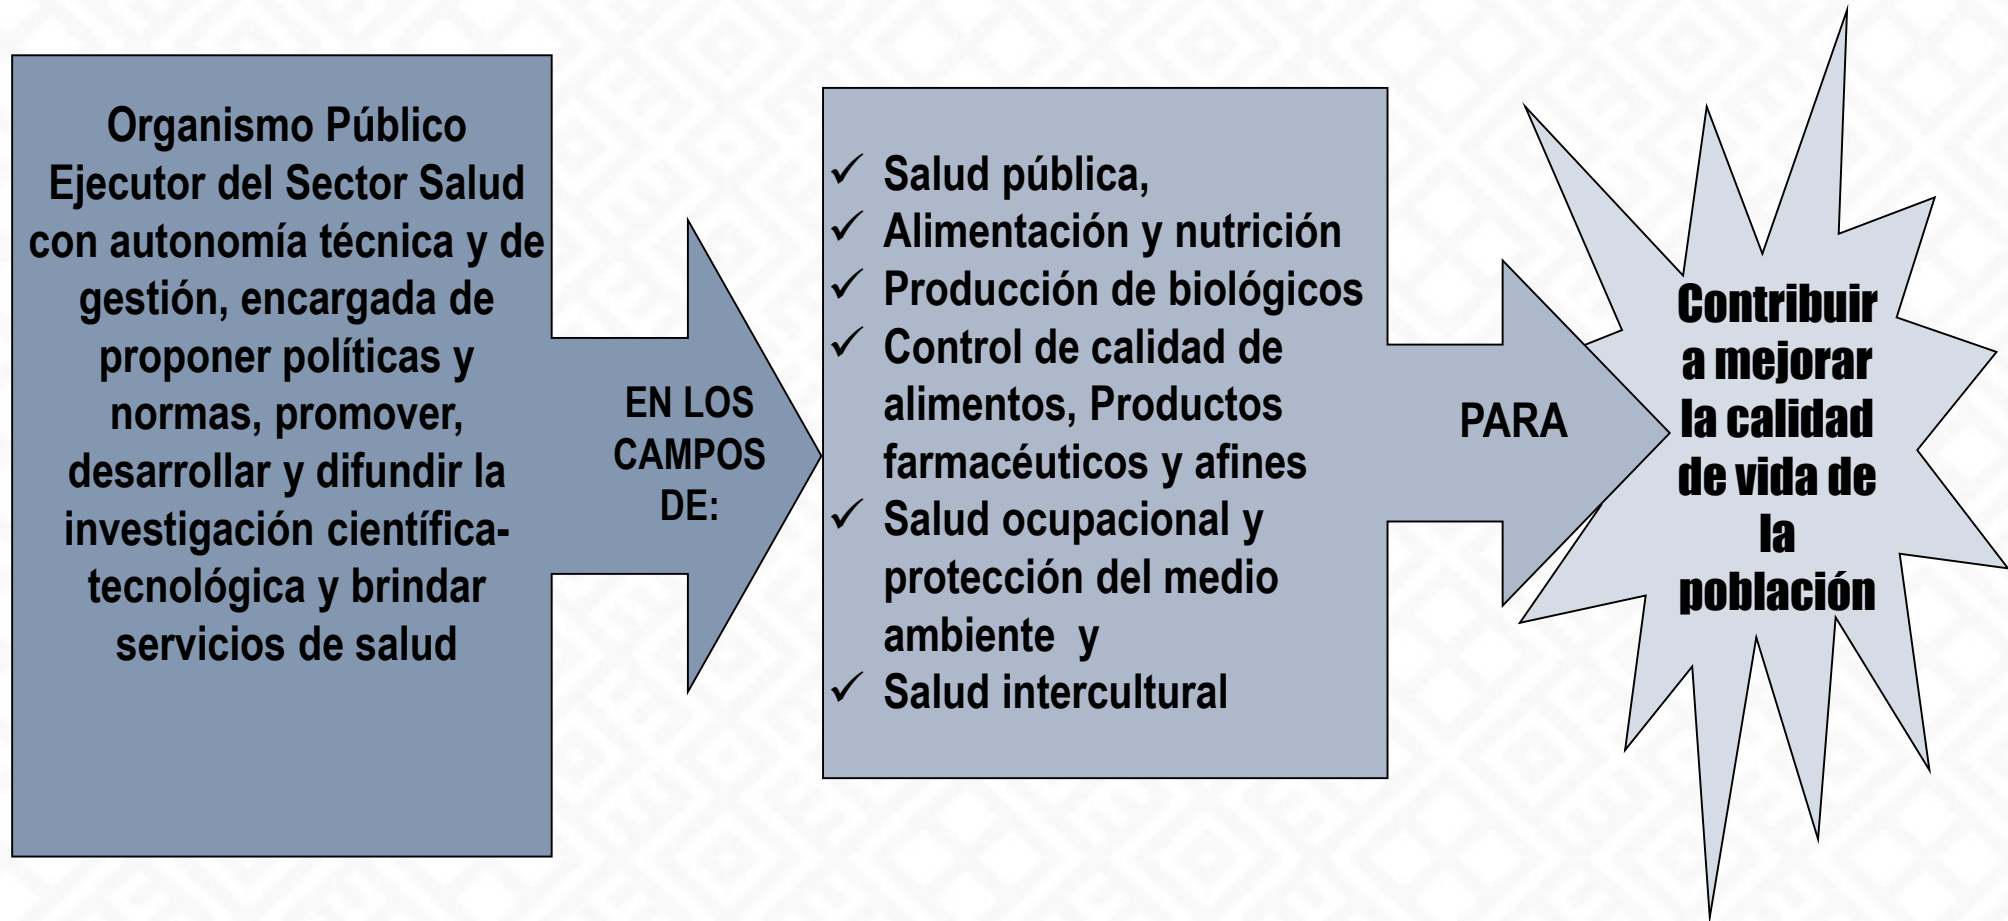 Organismo Público
Ejecutor del Sector Salud
con autonomía técnica y de
gestión, encargada de
proponer políticas y
normas, promover,
desarrollar y difundir la
investigación científica-
tecnológica y brindar
servicios de salud
EN LOS
CAMPOS
DE:
✓ Salud pública,
✓ Alimentación y nutrición
✓ Producción de biológicos
✓ Control de calidad de
alimentos, Productos
farmacéuticos y afines
✓ Salud ocupacional y
protección del medio
ambiente y
✓ Salud intercultural
PARA
Contribuir
a mejorar
la calidad
de vida de
la
población